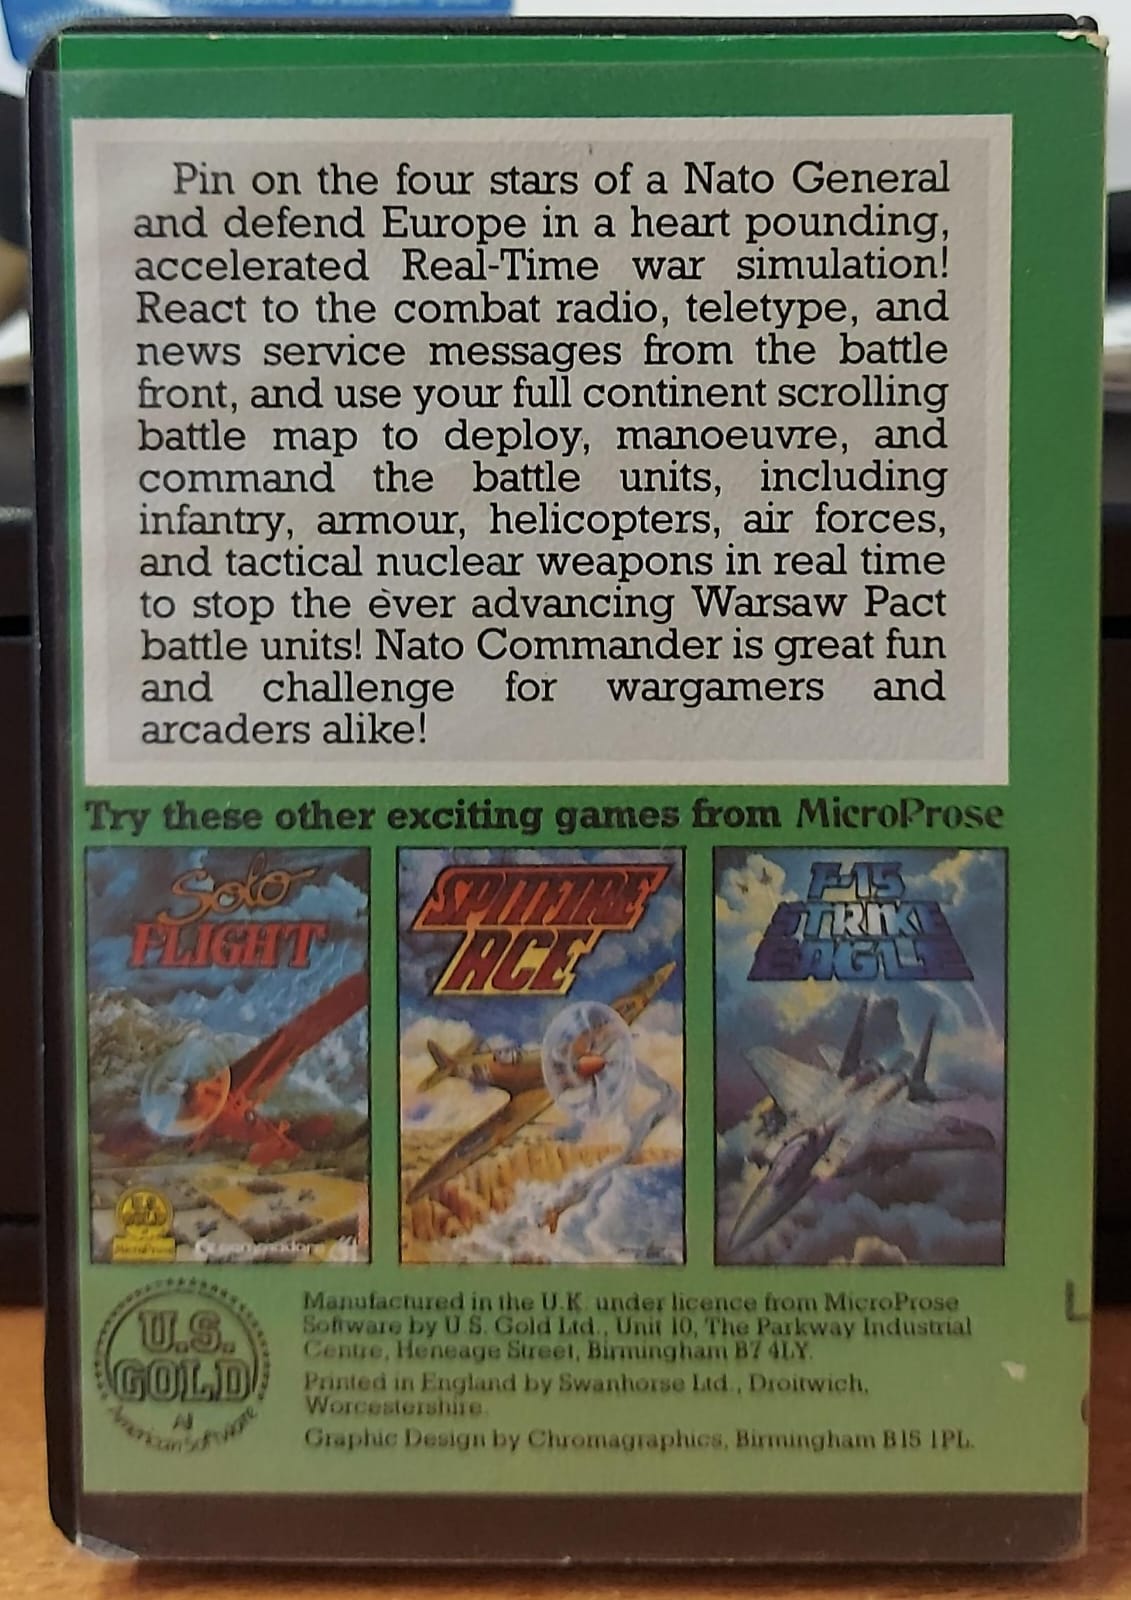 Pin on the four stars of a Nato General
and defend Europe in a heart pounding,
accelerated Real-Time war simulation!
React to the combat radio, teletype, and
news service messages from the battle
front, and use your full continent scrolling
battle map to deploy, manoeuvre, and
command the battle units, including
infantry, armour, helicopters, air forces,
and tactical nuclear weapons in real time
to stop the ever advancing Warsaw Pact
battle units! Nato Commander is great fun
and challenge for wargamers and
arcaders alike!
Try these other exciting games from MicroProse
Solo
FLIGHT
U.S.
GOLD
MicroProse
commodore 64
SPITFIRE
ACE
F-15
STRIKE
EAGLE
U.S.
GOLD
All
American Software
Manufactured in the U.K. under licence from MicroProse
Software by U.S. Gold Ltd., Unit 10, The Parkway Industrial
Centre, Heneage Street, Birmingham B7 4LY.
Printed in England by Swanhorse Ltd., Droitwich,
Worcestershire.
Graphic Design by Chromagraphics, Birmingham B15 1PL.